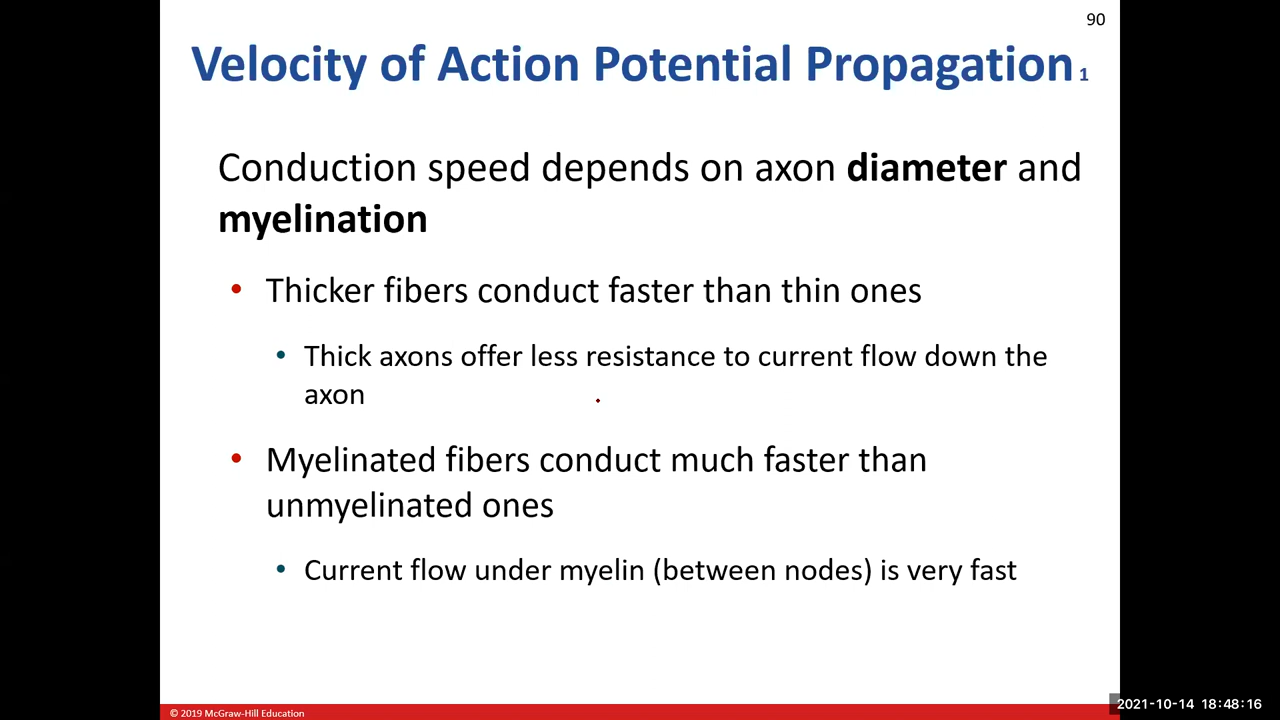 90
Velocity of Action Potential Propagation 1
Conduction speed depends on axon diameter and
myelination
• Thicker fibers conduct faster than thin ones
• Thick axons offer less resistance to current flow down the
axon
• Myelinated fibers conduct much faster than
unmyelinated ones
• Current flow under myelin (between nodes) is very fast
© 2019 McGraw-Hill Education
2021-10-14 18:48:16